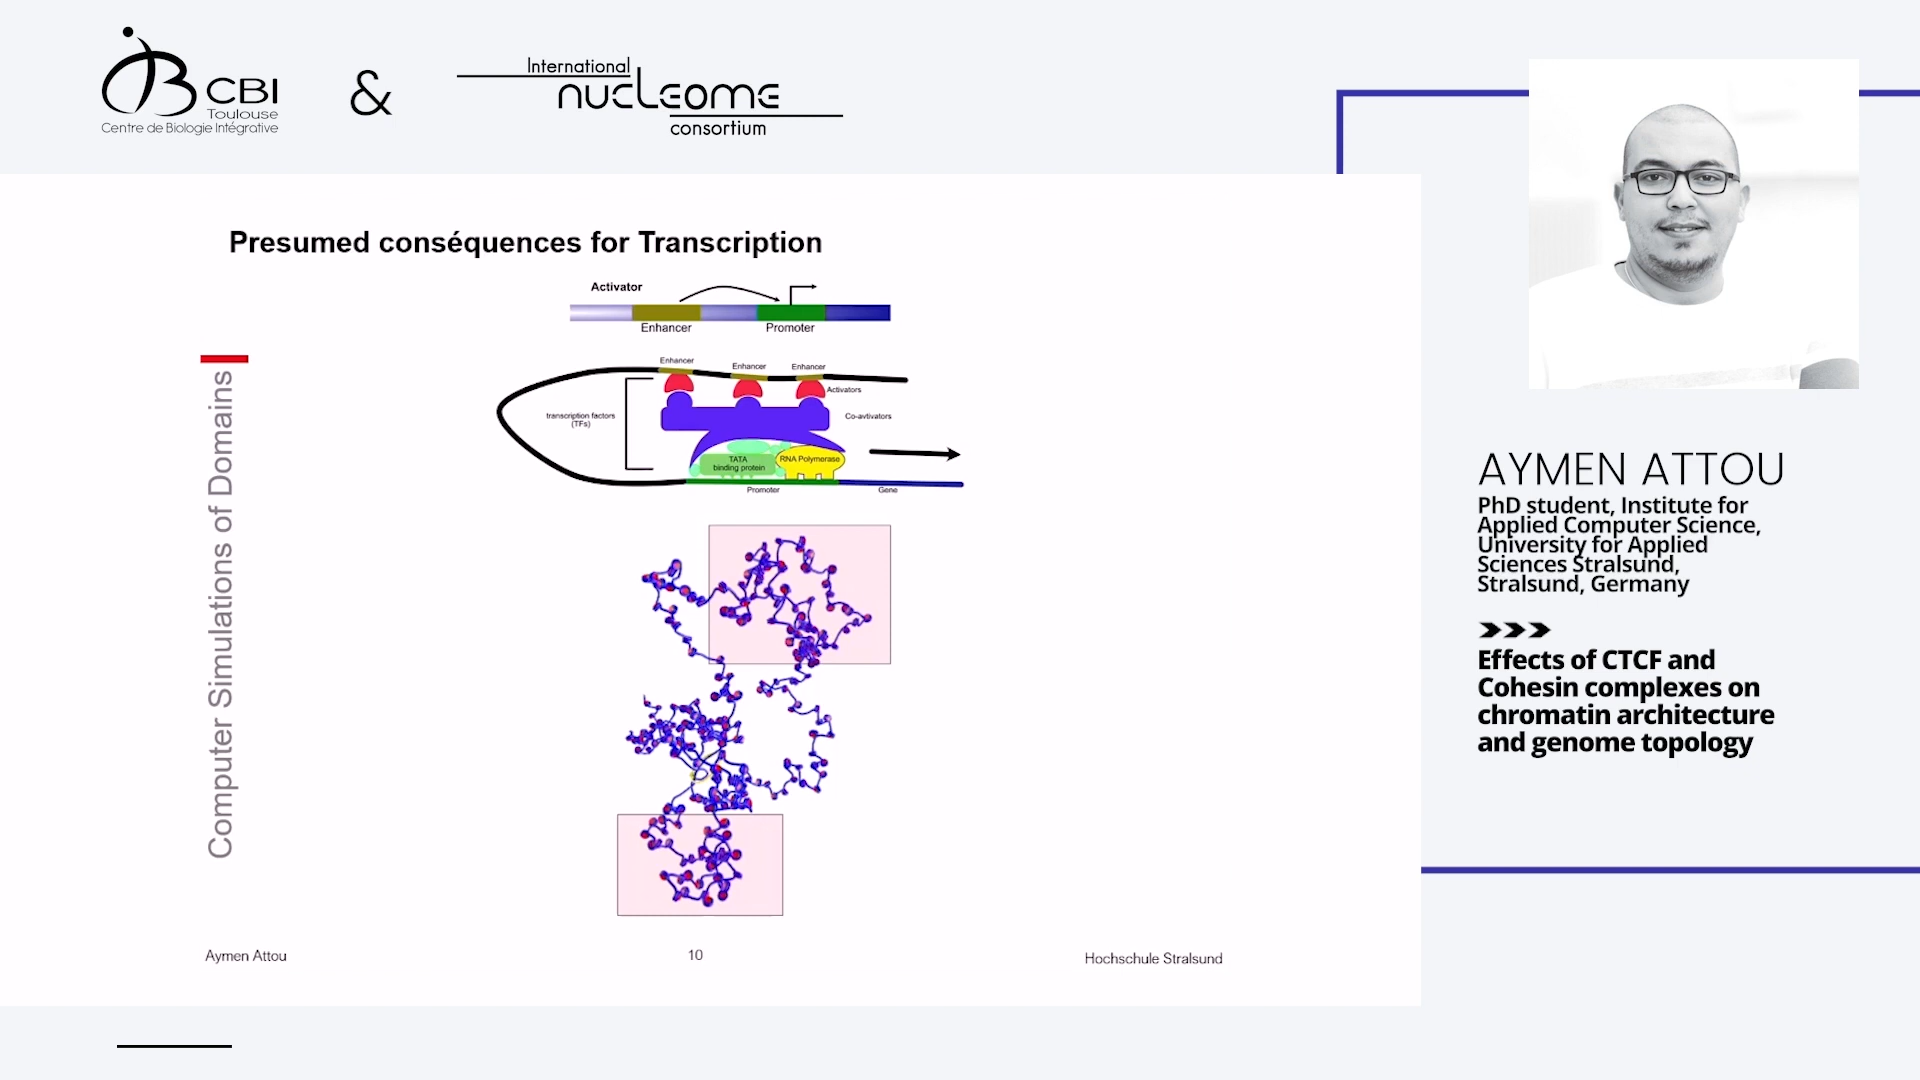 CBI
Toulouse
Centre de Biologie Intégrative
&
International
nucleome
consortium
Presumed conséquences for Transcription
Activator
Enhancer
Promoter
Enhancer
Enhancer
Enhancer
Activators
transcription factors
(TFs)
Co-avtivators
TATA
binding protein
RNA Polymerase
Promoter
Gene
Computer Simulations of Domains
Aymen Attou
10
Hochschule Stralsund
AYMEN ATTOU
PhD student, Institute for
Applied Computer Science,
University for Applied
Sciences Stralsund,
Stralsund, Germany
Effects of CTCF and
Cohesin complexes on
chromatin architecture
and genome topology